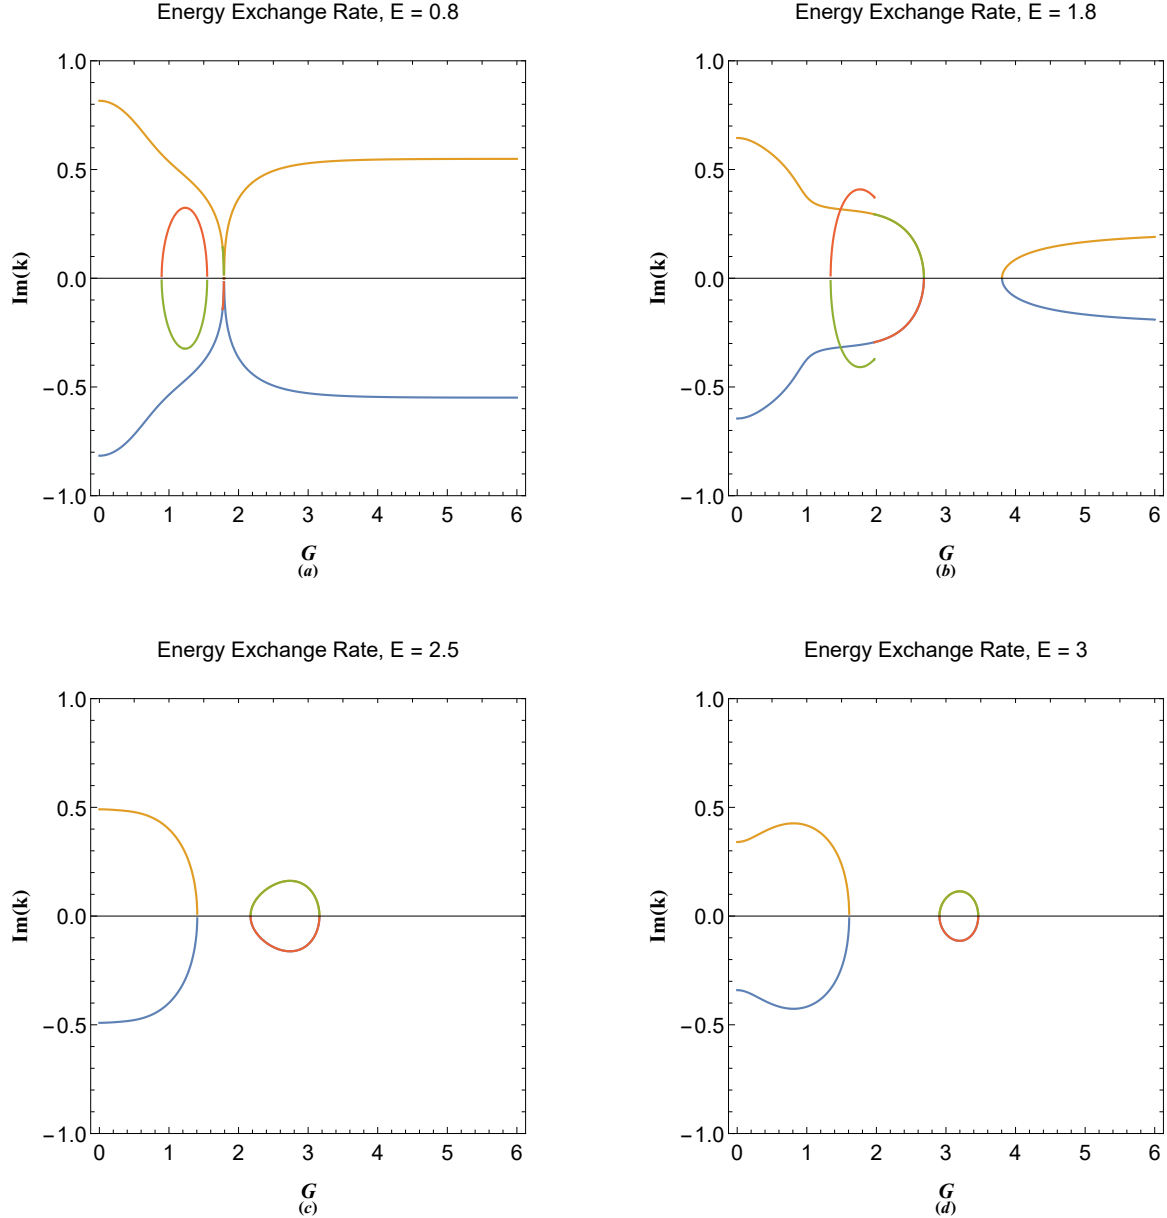 Energy Exchange Rate, E = 0.8
Im(k)
1.0
0.5
0.0
−0.5
−1.0
0 1 2 3 4 5 6
G
(a)
Energy Exchange Rate, E = 1.8
Im(k)
1.0
0.5
0.0
−0.5
−1.0
0 1 2 3 4 5 6
G
(b)
Energy Exchange Rate, E = 2.5
Im(k)
1.0
0.5
0.0
−0.5
−1.0
0 1 2 3 4 5 6
G
(c)
Energy Exchange Rate, E = 3
Im(k)
1.0
0.5
0.0
−0.5
−1.0
0 1 2 3 4 5 6
G
(d)